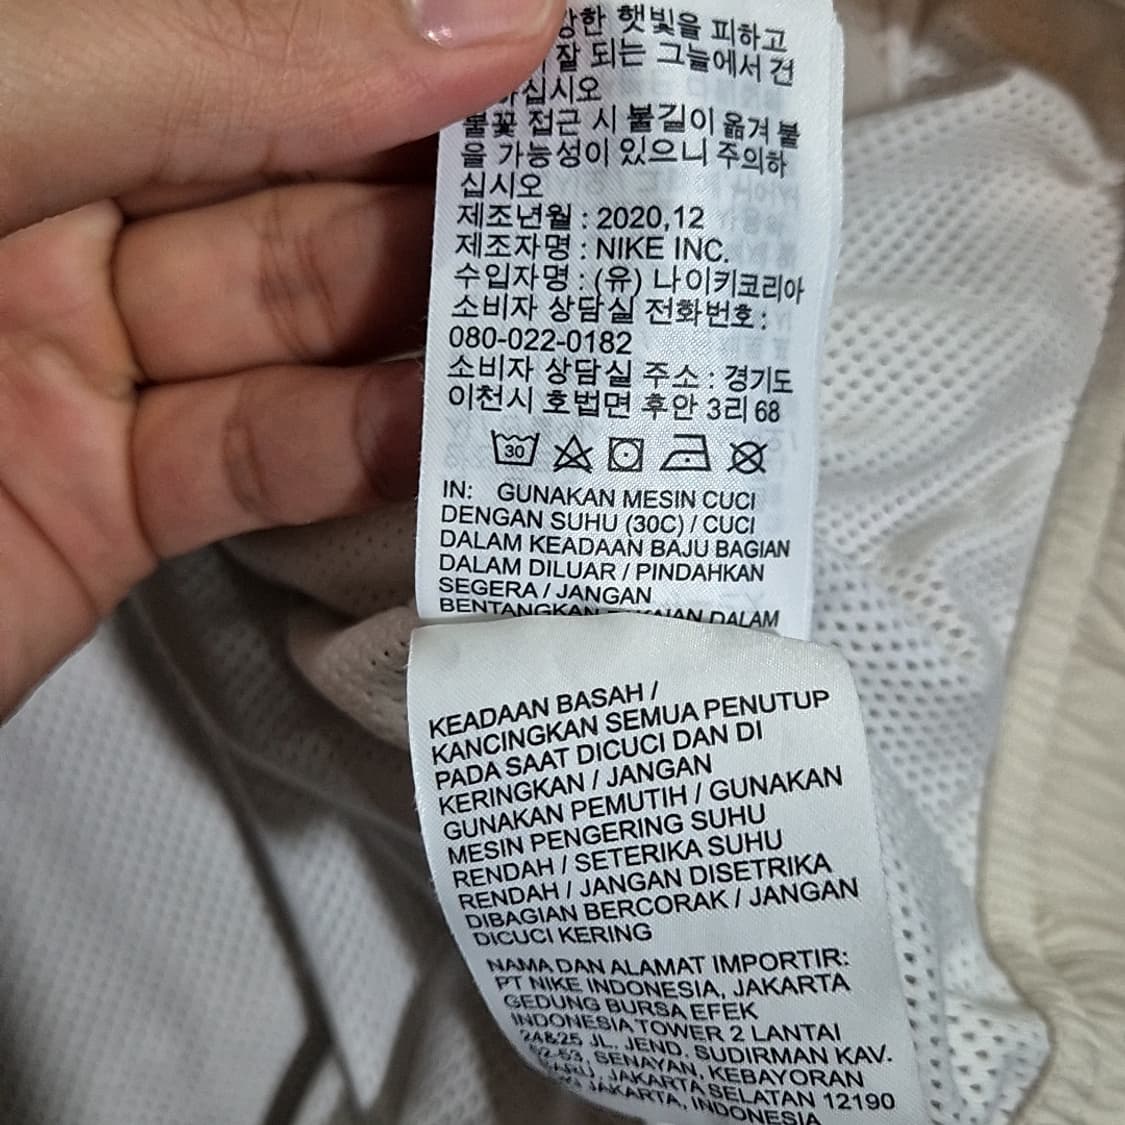 햇빛을 피하고
잘 되는 그늘에서 건
십시오
불꽃 접근 시 불길이 옮겨 붙
을 가능성이 있으니 주의하
십시오
제조년월 : 2020,12
제조자명 : NIKE INC.
수입자명 : (유) 나이키코리아
소비자 상담실 전화번호 :
080-022-0182
소비자 상담실 주소 : 경기도
이천시 호법면 후안 3리 68
30
IN: GUNAKAN MESIN CUCI
DENGAN SUHU (30C) / CUCI
DALAM KEADAAN BAJU BAGIAN
DALAM DILUAR / PINDAHKAN
SEGERA / JANGAN
BENTANGKAN DALAM
KEADAAN BASAH /
KANCINGKAN SEMUA PENUTUP
PADA SAAT DICUCI DAN DI
KERINGKAN / JANGAN
GUNAKAN PEMUTIH / GUNAKAN
MESIN PENGERING SUHU
RENDAH / SETERIKA SUHU
RENDAH / JANGAN DISETRIKA
DIBAGIAN BERCORAK / JANGAN
DICUCI KERING
NAMA DAN ALAMAT IMPORTIR:
PT NIKE INDONESIA, JAKARTA
GEDUNG BURSA EFEK
INDONESIA TOWER 2 LANTAI
24&25 JL. JEND. SUDIRMAN KAV.
52-53, SENAYAN, KEBAYORAN
JAKARTA SELATAN 12190
JAKARTA, INDONESIA